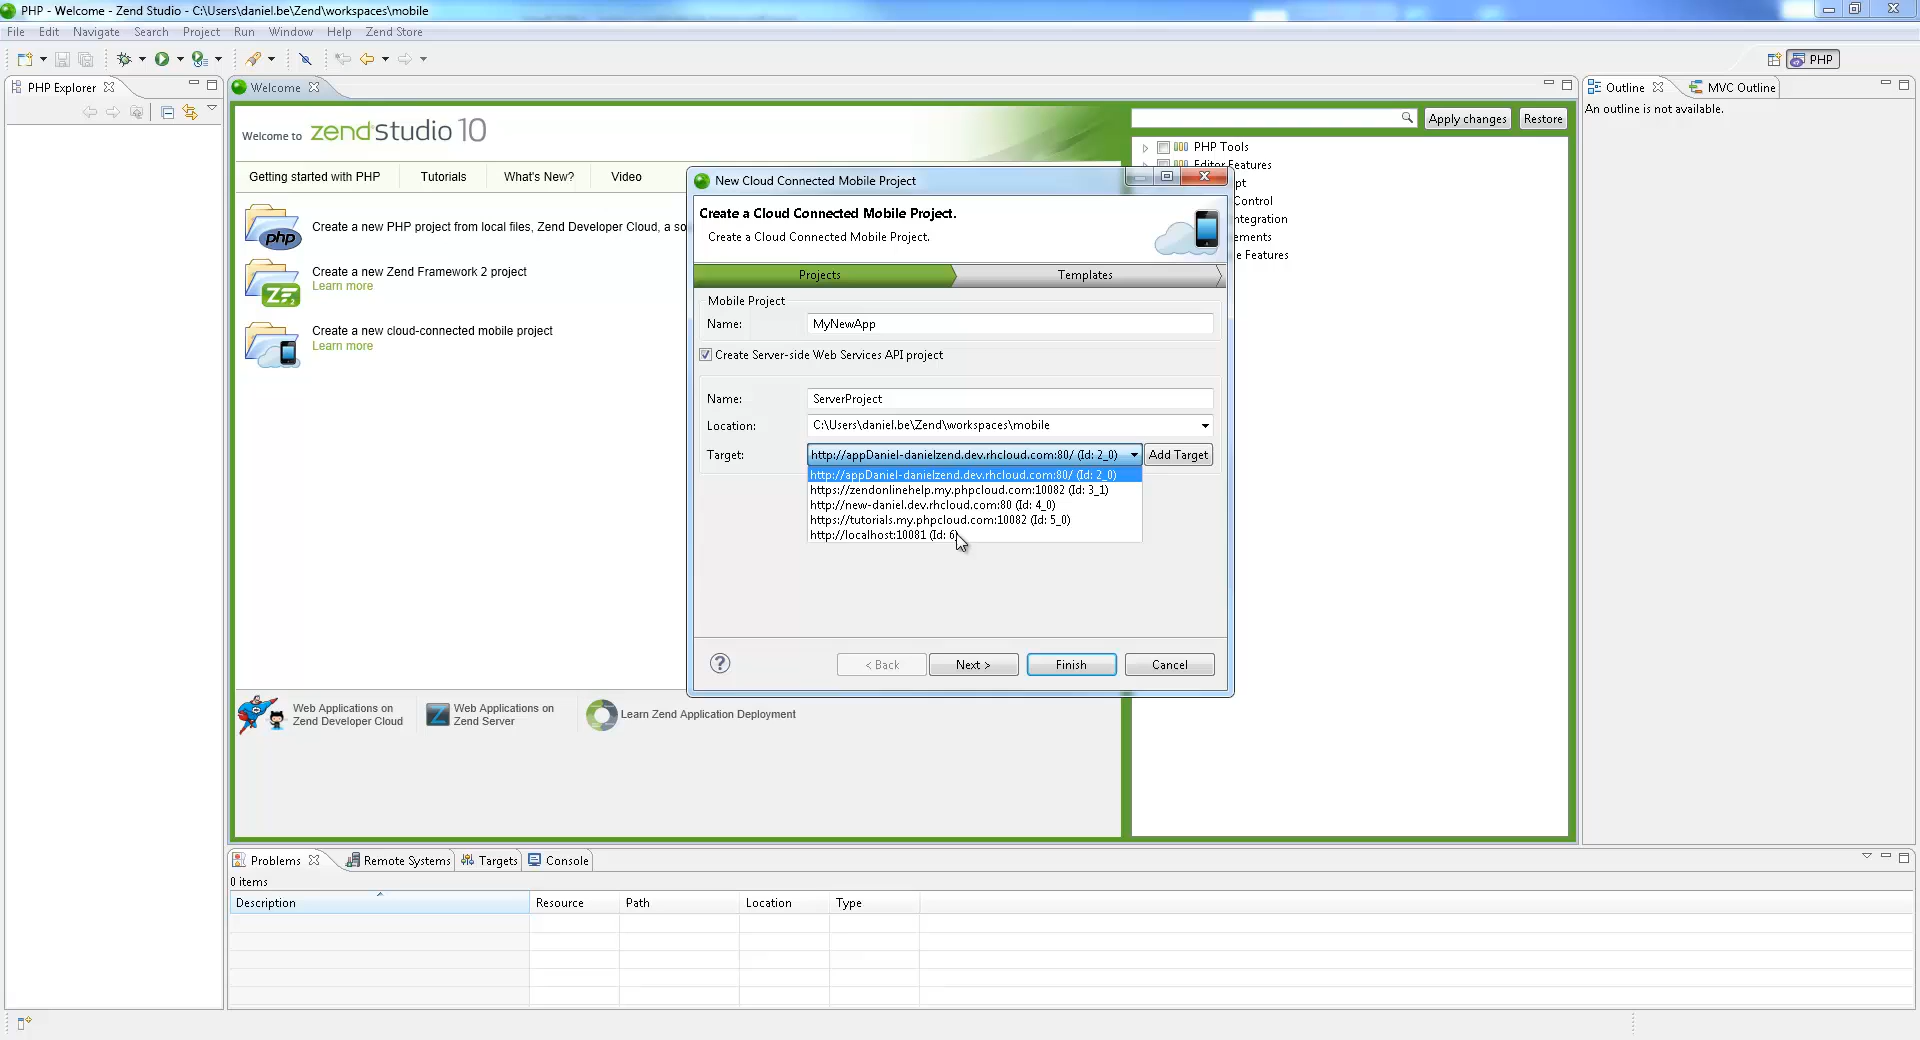 PHP - Welcome - Zend Studio - C:\Users\daniel.be\Zend\workspaces\mobile
File Edit Navigate Search Project Run Window Help Zend Store
PHP
PHP Explorer
Welcome
Outline
MVC Outline
An outline is not available.
Welcome to zend Studio 10
Apply changes
Restore
Getting started with PHP
Tutorials
What's New?
Video
PHP Tools
Editor Features
pt
Control
ntegration
ements
e Features
php
Create a new PHP project from local files, Zend Developer Cloud, a so
Create a new Zend Framework 2 project
Learn more
Create a new cloud-connected mobile project
Learn more
New Cloud Connected Mobile Project
Create a Cloud Connected Mobile Project.
Create a Cloud Connected Mobile Project.
Projects
Templates
Mobile Project
Name: MyNewApp
Create Server-side Web Services API project
Name: ServerProject
Location: C:\Users\daniel.be\Zend\workspaces\mobile
Target: http://appDaniel-danielzend.dev.rhcloud.com:80/ (Id: 2_0) Add Target
http://appDaniel-danielzend.dev.rhcloud.com:80/ (Id: 2_0)
https://zendonlinehelp.my.phpcloud.com:10082 (Id: 3_1)
http://new-daniel.dev.rhcloud.com:80 (Id: 4_0)
https://tutorials.my.phpcloud.com:10082 (Id: 5_0)
http://localhost:10081 (Id: 6)
< Back
Next >
Finish
Cancel
Web Applications on
Zend Developer Cloud
Web Applications on
Zend Server
Learn Zend Application Deployment
Problems
Remote Systems
Targets
Console
0 items
Description Resource Path Location Type